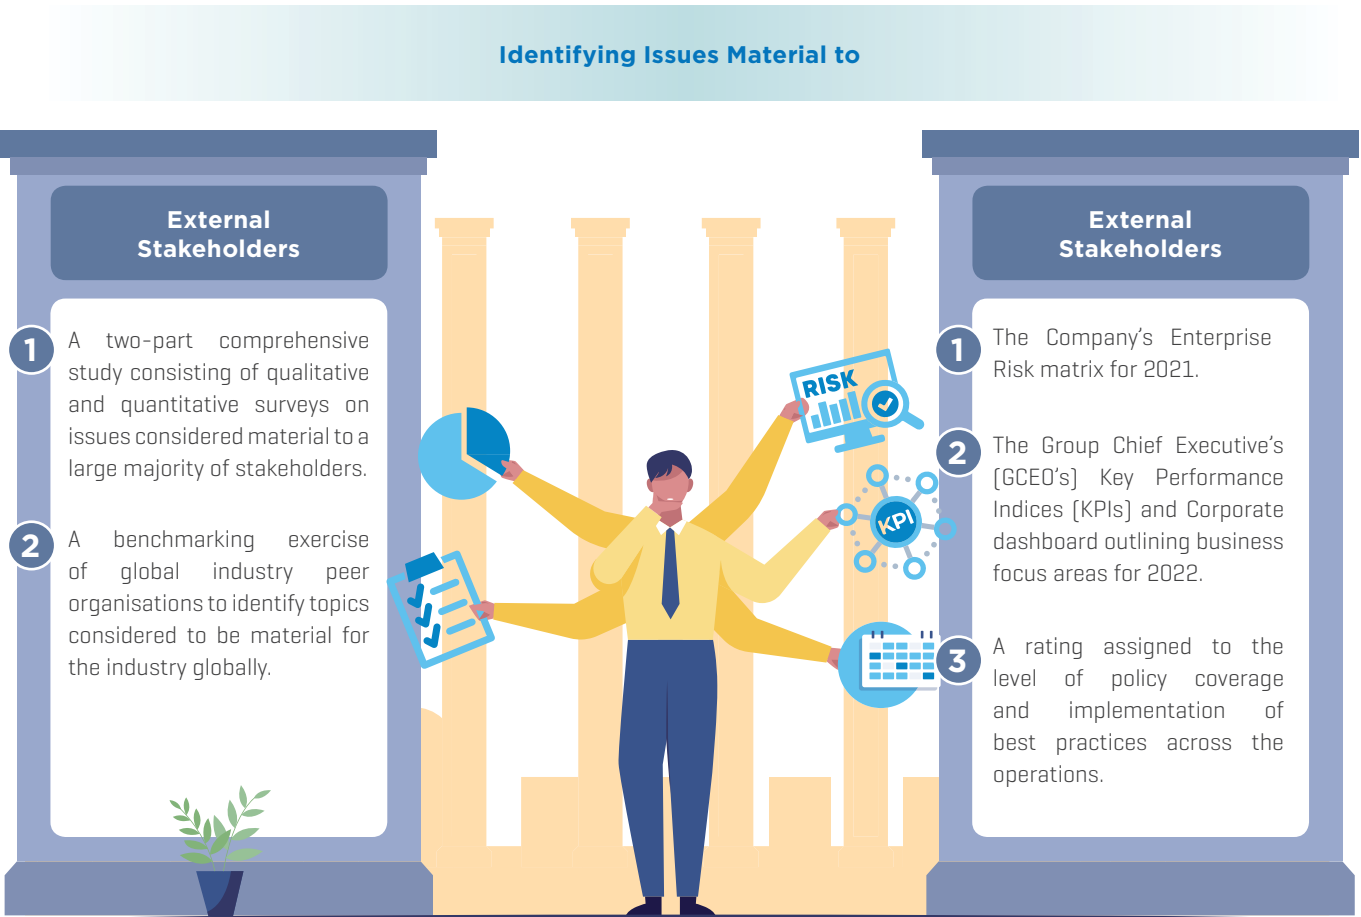 Identifying Issues Material to
External
Stakeholders
1
A two-part comprehensive
study consisting of qualitative
and quantitative surveys on
issues considered material to a
large majority of stakeholders.
2
A benchmarking exercise
of global industry peer
organisations to identify topics
considered to be material for
the industry globally.
RISK
KPI
External
Stakeholders
1
The Company’s Enterprise
Risk matrix for 2021.
2
The Group Chief Executive’s
(GCEO’s) Key Performance
Indices (KPIs) and Corporate
dashboard outlining business
focus areas for 2022.
3
A rating assigned to the
level of policy coverage
and implementation of
best practices across the
operations.